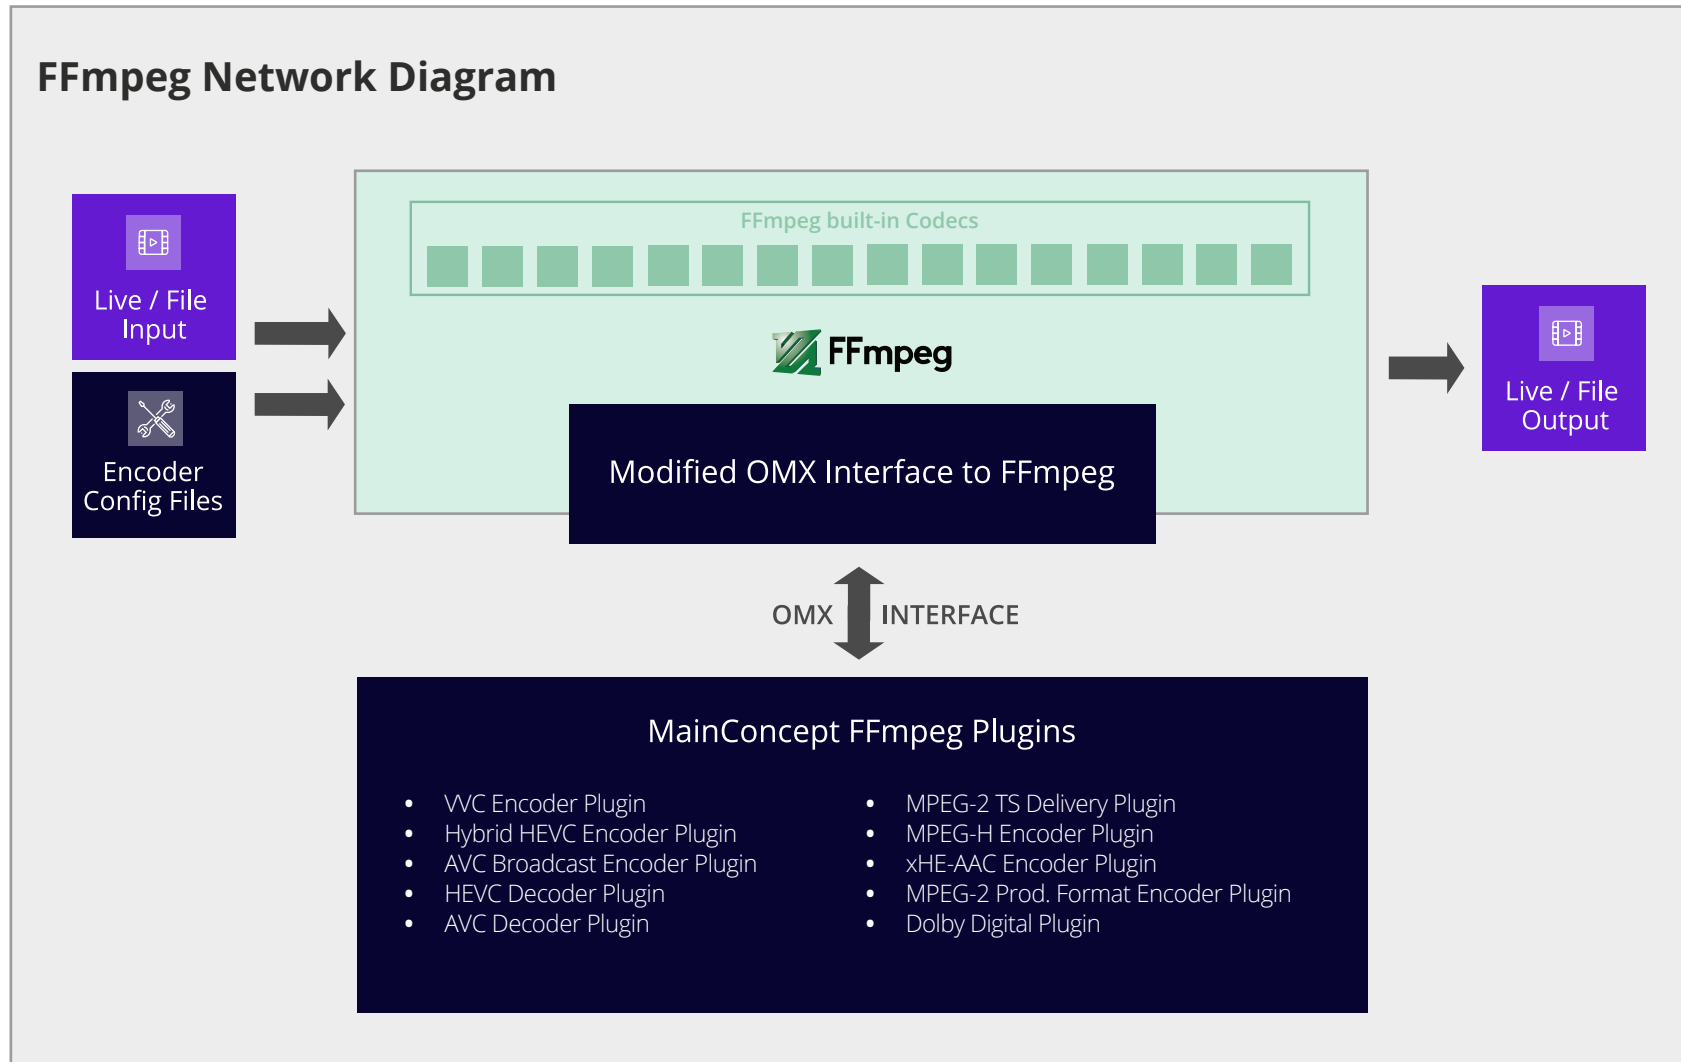 FFmpeg Network Diagram
FFmpeg built-in Codecs
Live / File
Input
FFmpeg
Live / File
Output
Encoder
Config Files
Modified OMX Interface to FFmpeg
OMX INTERFACE
MainConcept FFmpeg Plugins
• VVC Encoder Plugin
• Hybrid HEVC Encoder Plugin
• AVC Broadcast Encoder Plugin
• HEVC Decoder Plugin
• AVC Decoder Plugin
• MPEG-2 TS Delivery Plugin
• MPEG-H Encoder Plugin
• xHE-AAC Encoder Plugin
• MPEG-2 Prod. Format Encoder Plugin
• Dolby Digital Plugin